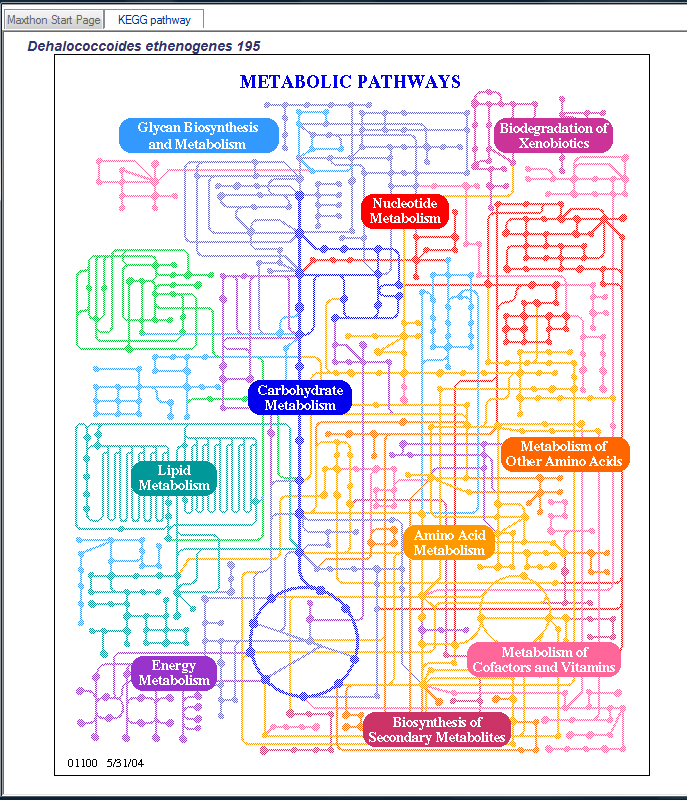 Maxthon Start Page
KEGG pathway
Dehalococcoides ethenogenes 195
METABOLIC PATHWAYS
Glycan Biosynthesis
and Metabolism
Biodegradation of
Xenobiotics
Nucleotide
Metabolism
Carbohydrate
Metabolism
Metabolism of
Other Amino Acids
Lipid
Metabolism
Amino Acid
Metabolism
Metabolism of
Cofactors and Vitamins
Energy
Metabolism
Biosynthesis of
Secondary Metabolites
01100 5/31/04